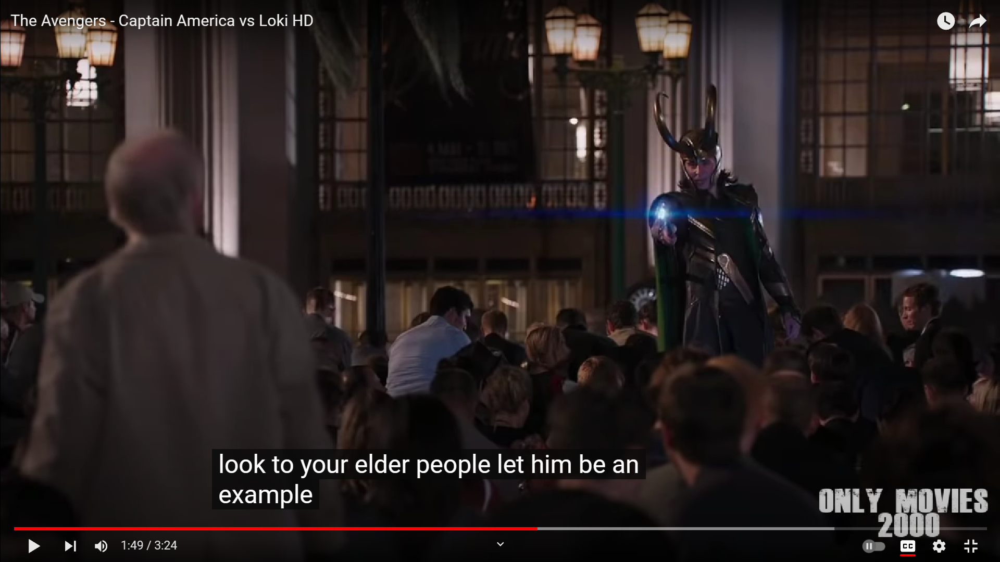 The Avengers - Captain America vs Loki HD
look to your elder people let him be an
example
ONLY MOVIES
2000
1:49 / 3:24
CC